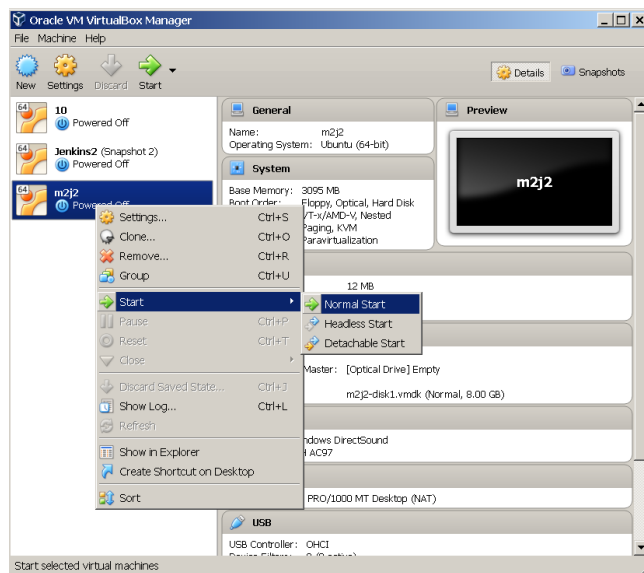 Oracle VM VirtualBox Manager
File Machine Help
New Settings Discard Start
Details Snapshots
64 10
Powered Off
64 Jenkins2 (Snapshot 2)
Powered Off
64 m2j2
Powered Off
General
Name: m2j2
Operating System: Ubuntu (64-bit)
Preview
m2j2
System
Base Memory: 3095 MB
Boot Order: Floppy, Optical, Hard Disk
VT-x/AMD-V, Nested
Paging, KVM
Paravirtualization
Settings... Ctrl+S
Clone... Ctrl+O
Remove... Ctrl+R
Group Ctrl+U
Start
Pause Ctrl+P
Reset Ctrl+T
Close
Discard Saved State... Ctrl+J
Show Log... Ctrl+L
Refresh
Show in Explorer
Create Shortcut on Desktop
Sort
Normal Start
Headless Start
Detachable Start
12 MB
Master: [Optical Drive] Empty
m2j2-disk1.vmdk (Normal, 8.00 GB)
ndows DirectSound
AC97
PRO/1000 MT Desktop (NAT)
USB
USB Controller: OHCI
Start selected virtual machines